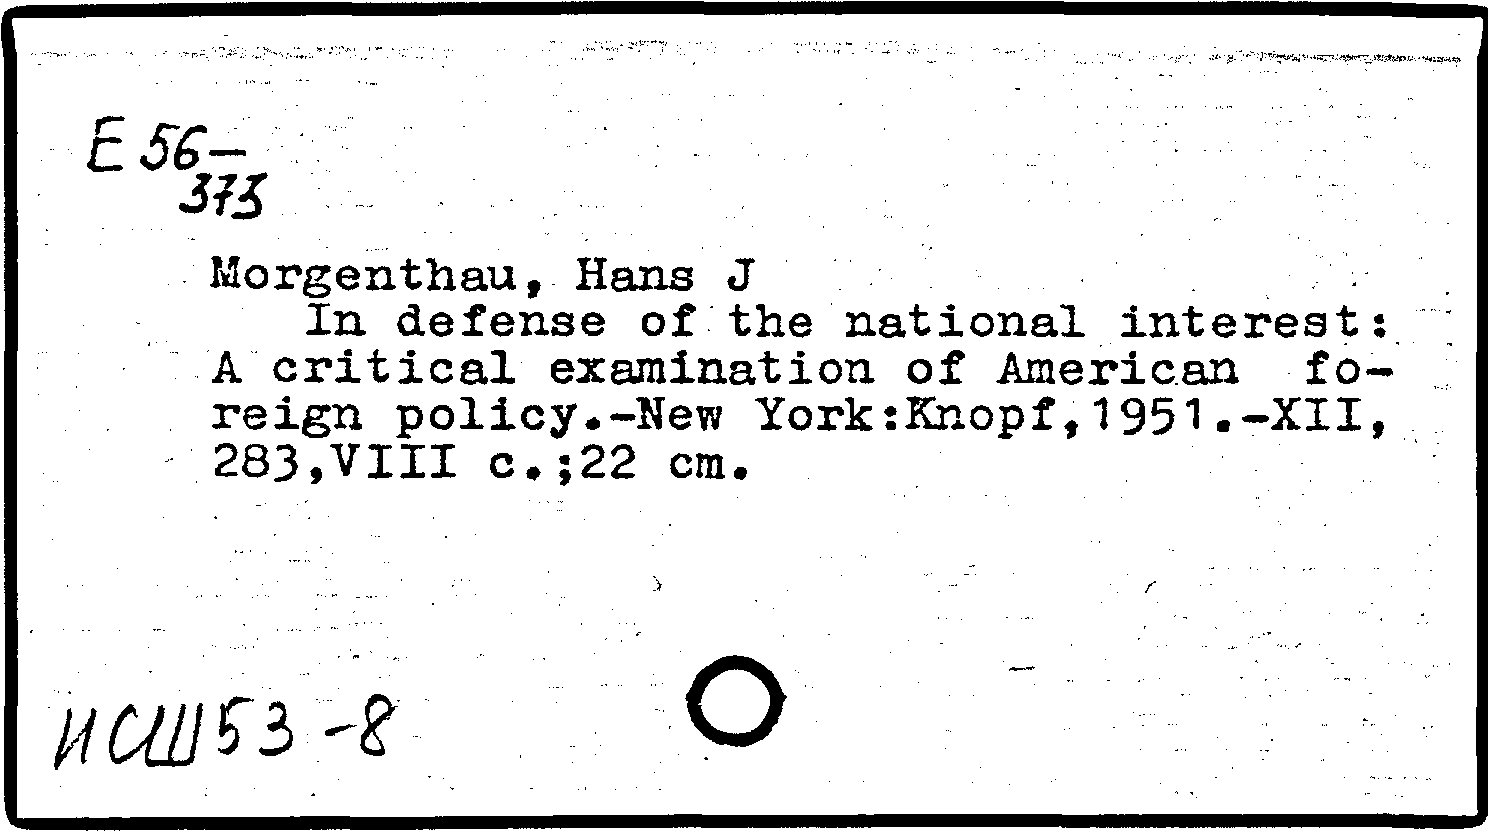 E 56-
373
Morgenthau, Hans J
In defense of the national interest:
A critical examination of American fo-
reign policy.-New York:Knopf,1951.-XII,
283,VIII c.;22 cm.
ИСШ53-8